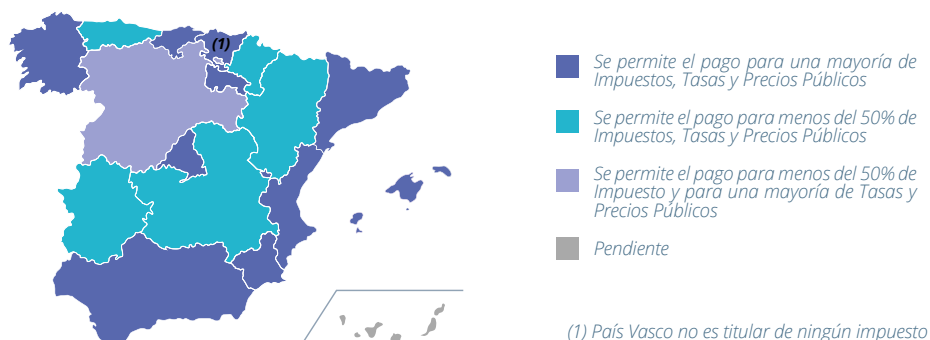 (1)
Se permite el pago para una mayoría de
Impuestos, Tasas y Precios Públicos
Se permite el pago para menos del 50% de
Impuestos, Tasas y Precios Públicos
Se permite el pago para menos del 50% de
Impuesto y para una mayoría de Tasas y
Precios Públicos
Pendiente
(1) País Vasco no es titular de ningún impuesto